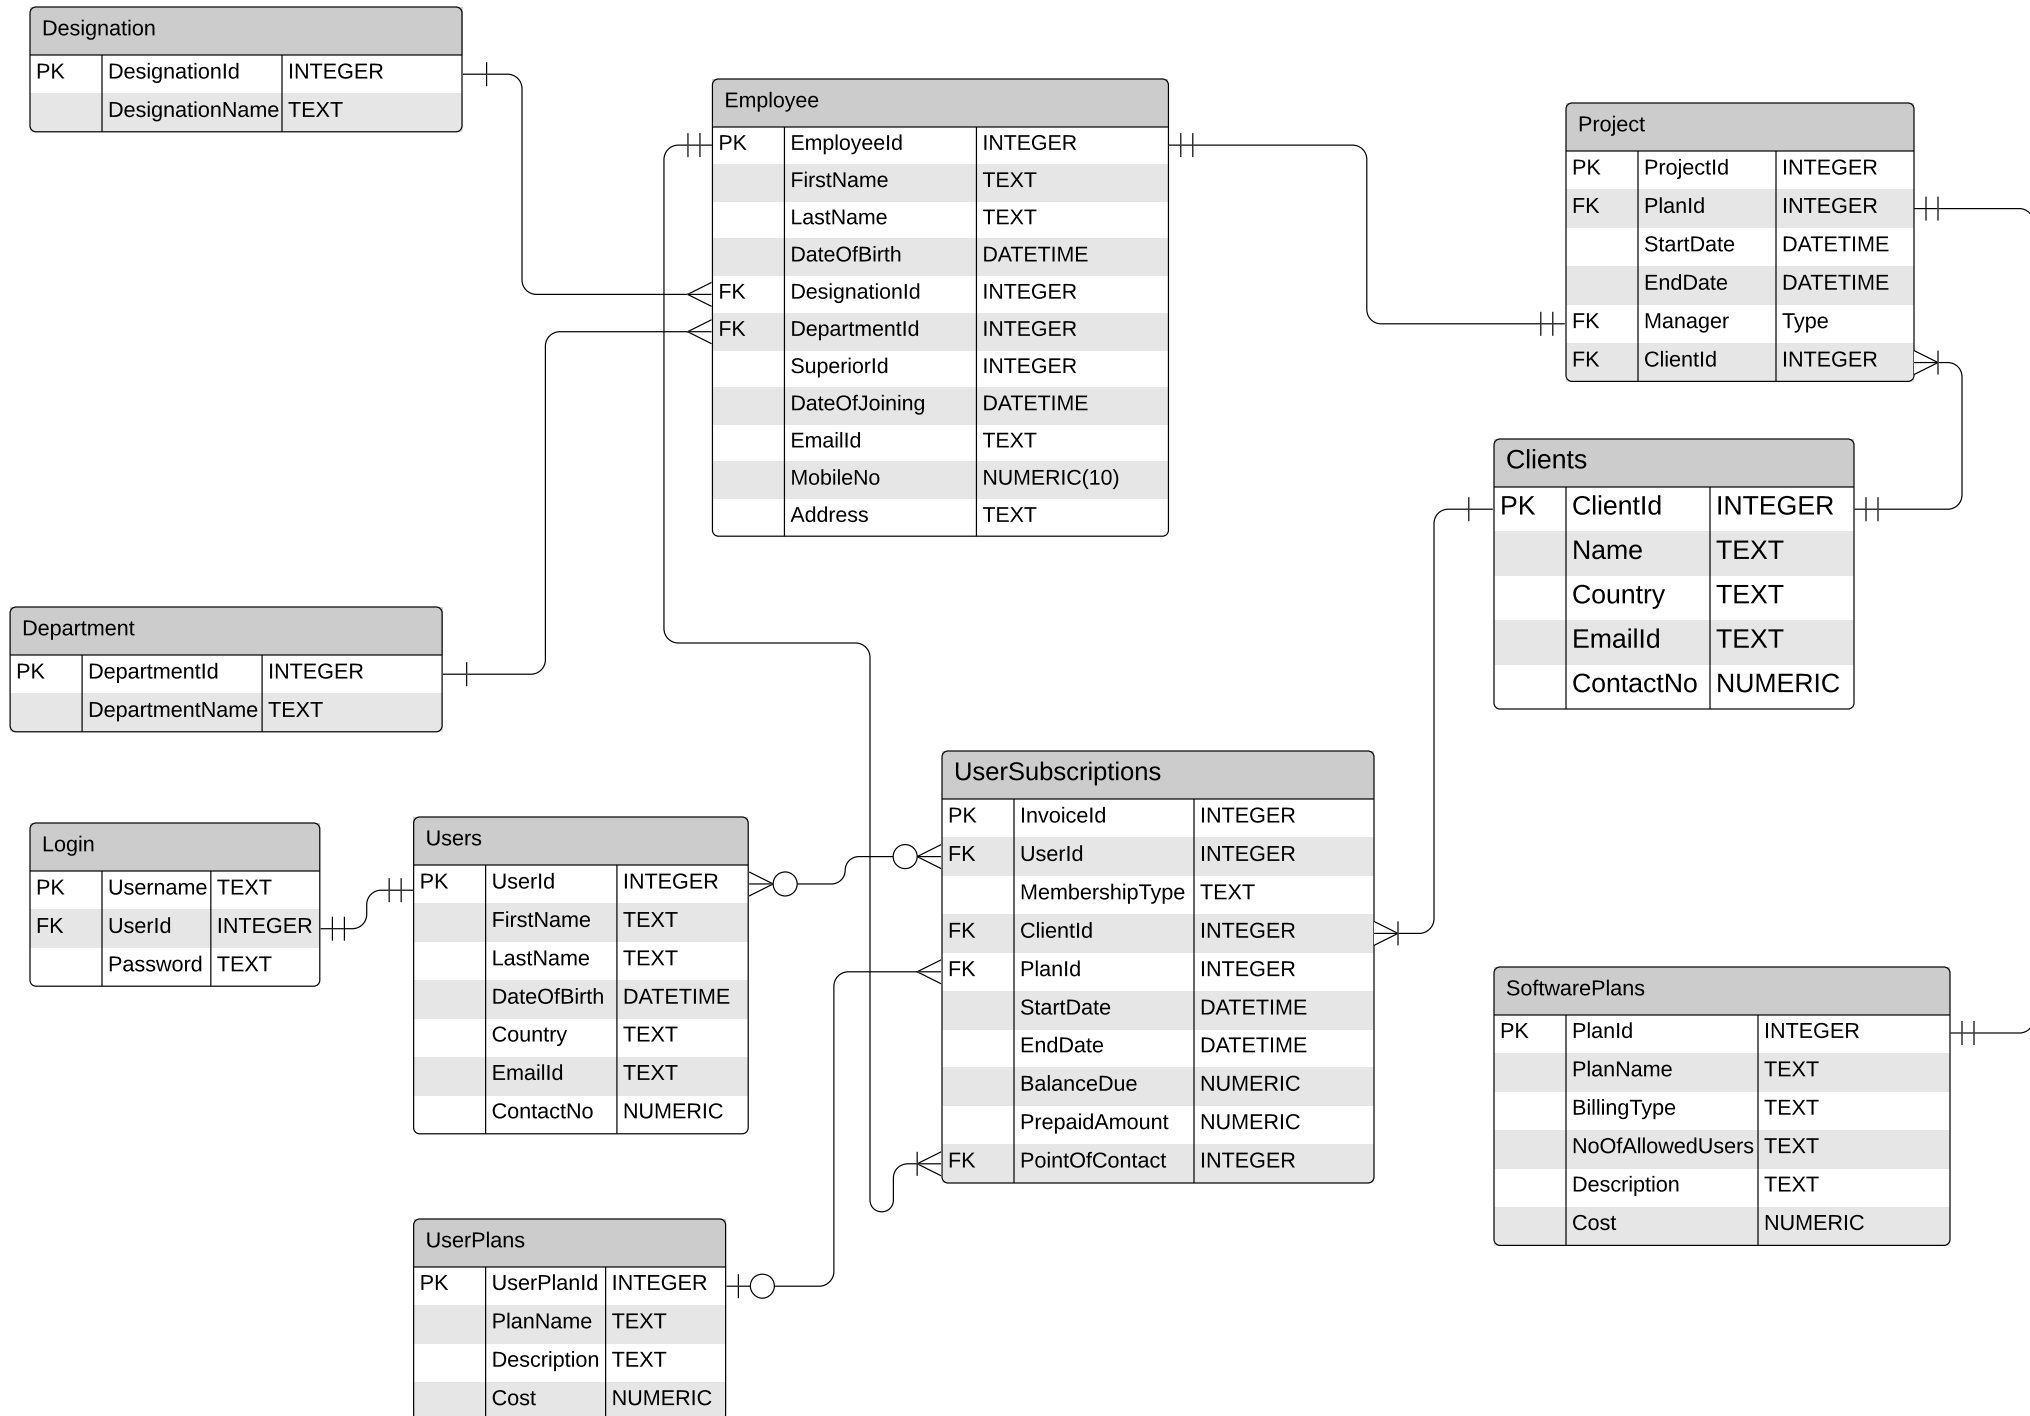 Designation
PK DesignationId INTEGER
DesignationName TEXT
Employee
PK EmployeeId INTEGER
FirstName TEXT
LastName TEXT
DateOfBirth DATETIME
FK DesignationId INTEGER
FK DepartmentId INTEGER
SuperiorId INTEGER
DateOfJoining DATETIME
EmailId TEXT
MobileNo NUMERIC(10)
Address TEXT
Project
PK ProjectId INTEGER
FK PlanId INTEGER
StartDate DATETIME
EndDate DATETIME
FK Manager Type
FK ClientId INTEGER
Clients
PK ClientId INTEGER
Name TEXT
Country TEXT
EmailId TEXT
ContactNo NUMERIC
Department
PK DepartmentId INTEGER
DepartmentName TEXT
Login
PK Username TEXT
FK UserId INTEGER
Password TEXT
Users
PK UserId INTEGER
FirstName TEXT
LastName TEXT
DateOfBirth DATETIME
Country TEXT
EmailId TEXT
ContactNo NUMERIC
UserSubscriptions
PK InvoiceId INTEGER
FK UserId INTEGER
MembershipType TEXT
FK ClientId INTEGER
FK PlanId INTEGER
StartDate DATETIME
EndDate DATETIME
BalanceDue NUMERIC
PrepaidAmount NUMERIC
FK PointOfContact INTEGER
SoftwarePlans
PK PlanId INTEGER
PlanName TEXT
BillingType TEXT
NoOfAllowedUsers TEXT
Description TEXT
Cost NUMERIC
UserPlans
PK UserPlanId INTEGER
PlanName TEXT
Description TEXT
Cost NUMERIC